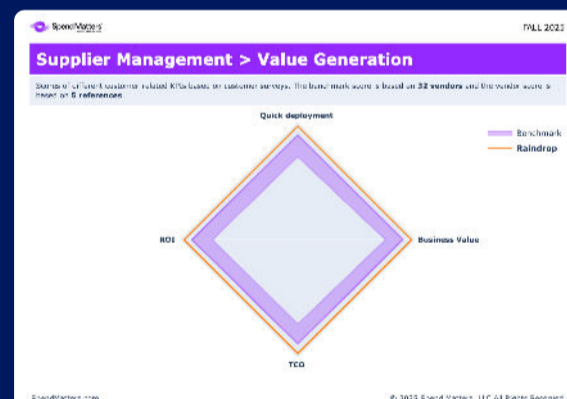 SpendMatters
FALL 2023
Supplier Management > Value Generation
Scores of different customer related KPIs based on customer surveys. The benchmark score is based on 32 vendors and the vendor score is
based on 5 references
Quick deployment
Benchmark
Raindrop
ROI
Business Value
TCO
SpendMatters.com
© 2023 Spend Matters, LLC All Rights Reserved